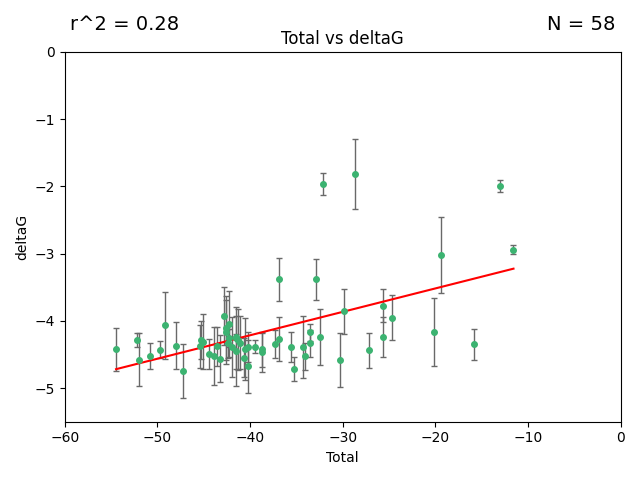 r^2 = 0.28
N = 58
Total vs deltaG
0
−1
−2
−3
−4
−5
deltaG
−60 −50 −40 −30 −20 −10 0
Total